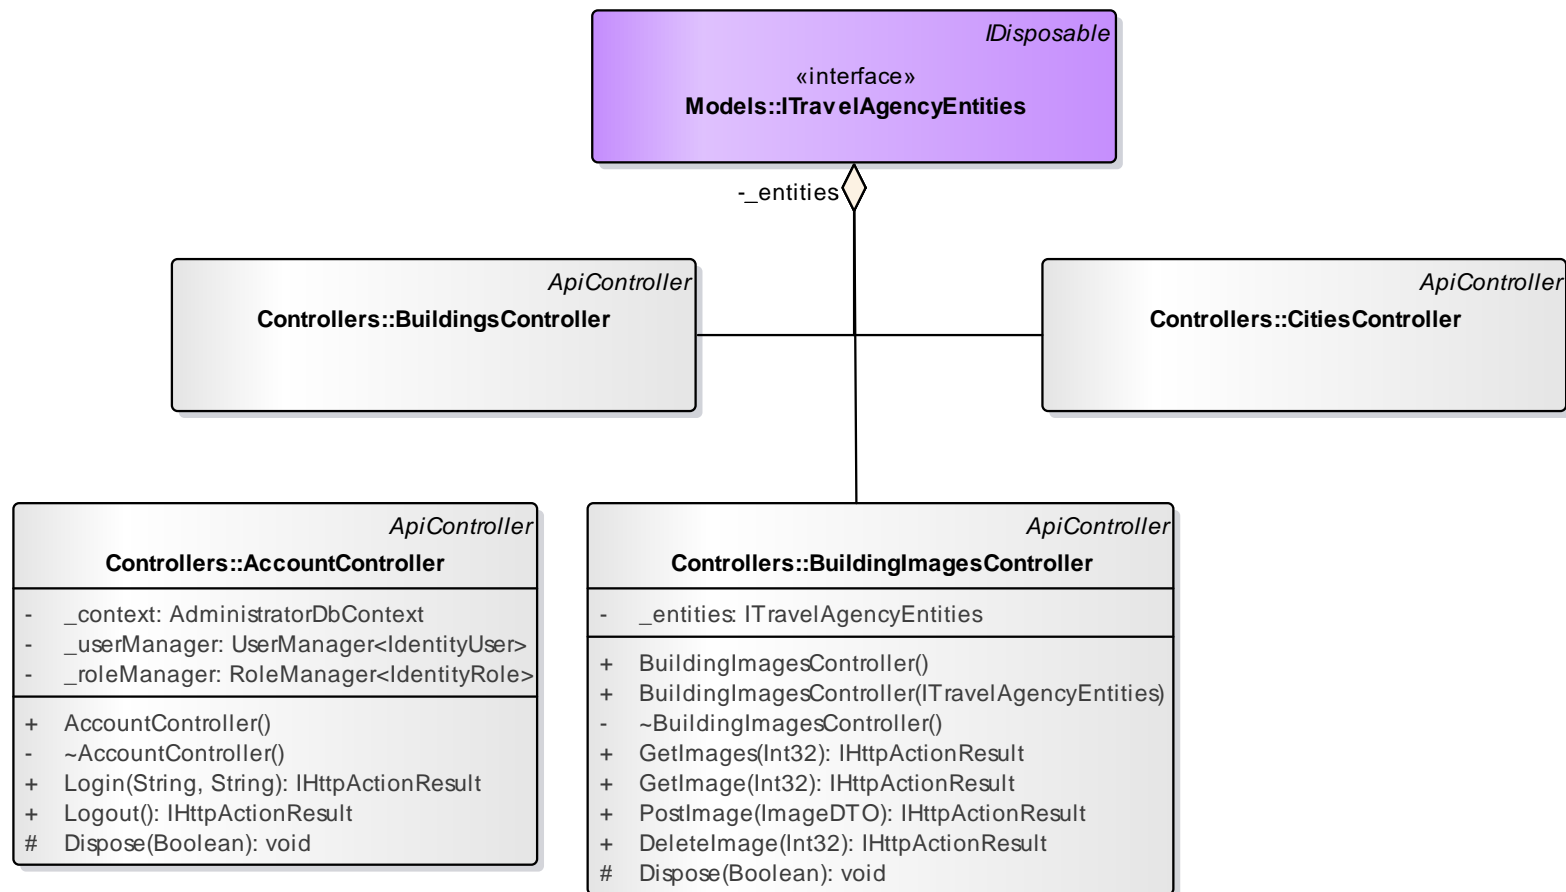 IDisposable
«interface»
Models::ITravelAgencyEntities
-_entities
ApiController
Controllers::BuildingsController
ApiController
Controllers::CitiesController
ApiController
Controllers::AccountController
- _context: AdministratorDbContext
- _userManager: UserManager<IdentityUser>
- _roleManager: RoleManager<IdentityRole>
+ AccountController()
- ~AccountController()
+ Login(String, String): IHttpActionResult
+ Logout(): IHttpActionResult
# Dispose(Boolean): void
ApiController
Controllers::BuildingImagesController
- _entities: ITravelAgencyEntities
+ BuildingImagesController()
+ BuildingImagesController(ITravelAgencyEntities)
- ~BuildingImagesController()
+ GetImages(Int32): IHttpActionResult
+ GetImage(Int32): IHttpActionResult
+ PostImage(ImageDTO): IHttpActionResult
+ DeleteImage(Int32): IHttpActionResult
# Dispose(Boolean): void